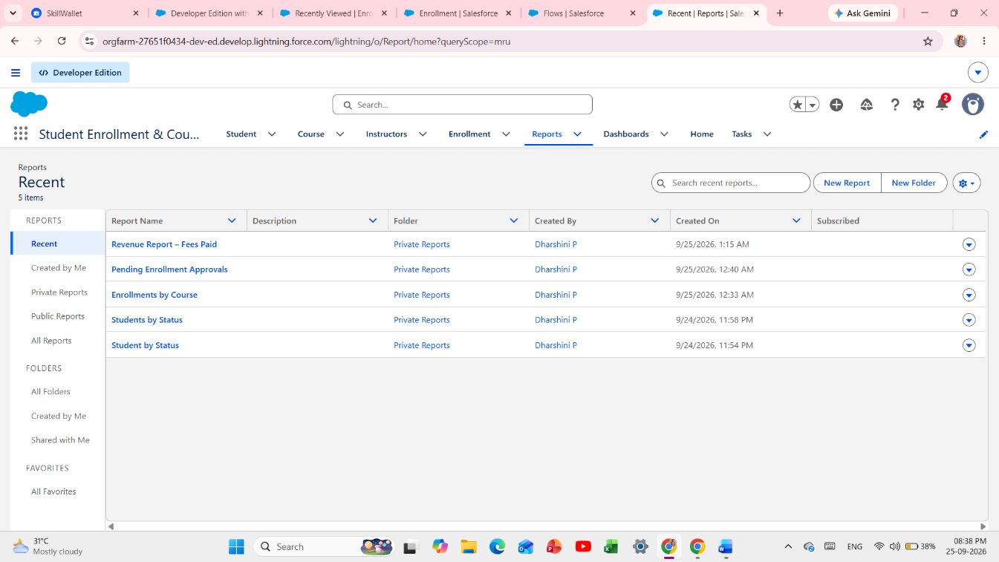 SkillWallet
Developer Edition with
Recently Viewed | Enro
Enrollment | Salesforce
Flows | Salesforce
Recent | Reports | Sales
Ask Gemini
orgfarm-27651f0434-dev-ed.develop.lightning.force.com/lightning/o/Report/home?queryScope=mru
Developer Edition
Search...
2
Student Enrollment & Cou...
Student
Course
Instructors
Enrollment
Reports
Dashboards
Home
Tasks
Reports
Recent
5 items
Search recent reports...
New Report
New Folder
REPORTS
Recent
Created by Me
Private Reports
Public Reports
All Reports
FOLDERS
All Folders
Created by Me
Shared with Me
FAVORITES
All Favorites
Report Name Description Folder Created By Created On Subscribed
Revenue Report – Fees Paid Private Reports Dharshini P 9/25/2026, 1:15 AM
Pending Enrollment Approvals Private Reports Dharshini P 9/25/2026, 12:40 AM
Enrollments by Course Private Reports Dharshini P 9/25/2026, 12:33 AM
Students by Status Private Reports Dharshini P 9/24/2026, 11:58 PM
Student by Status Private Reports Dharshini P 9/24/2026, 11:54 PM
31°C
Mostly cloudy
Search
ENG
38%
08:38 PM
25-09-2026